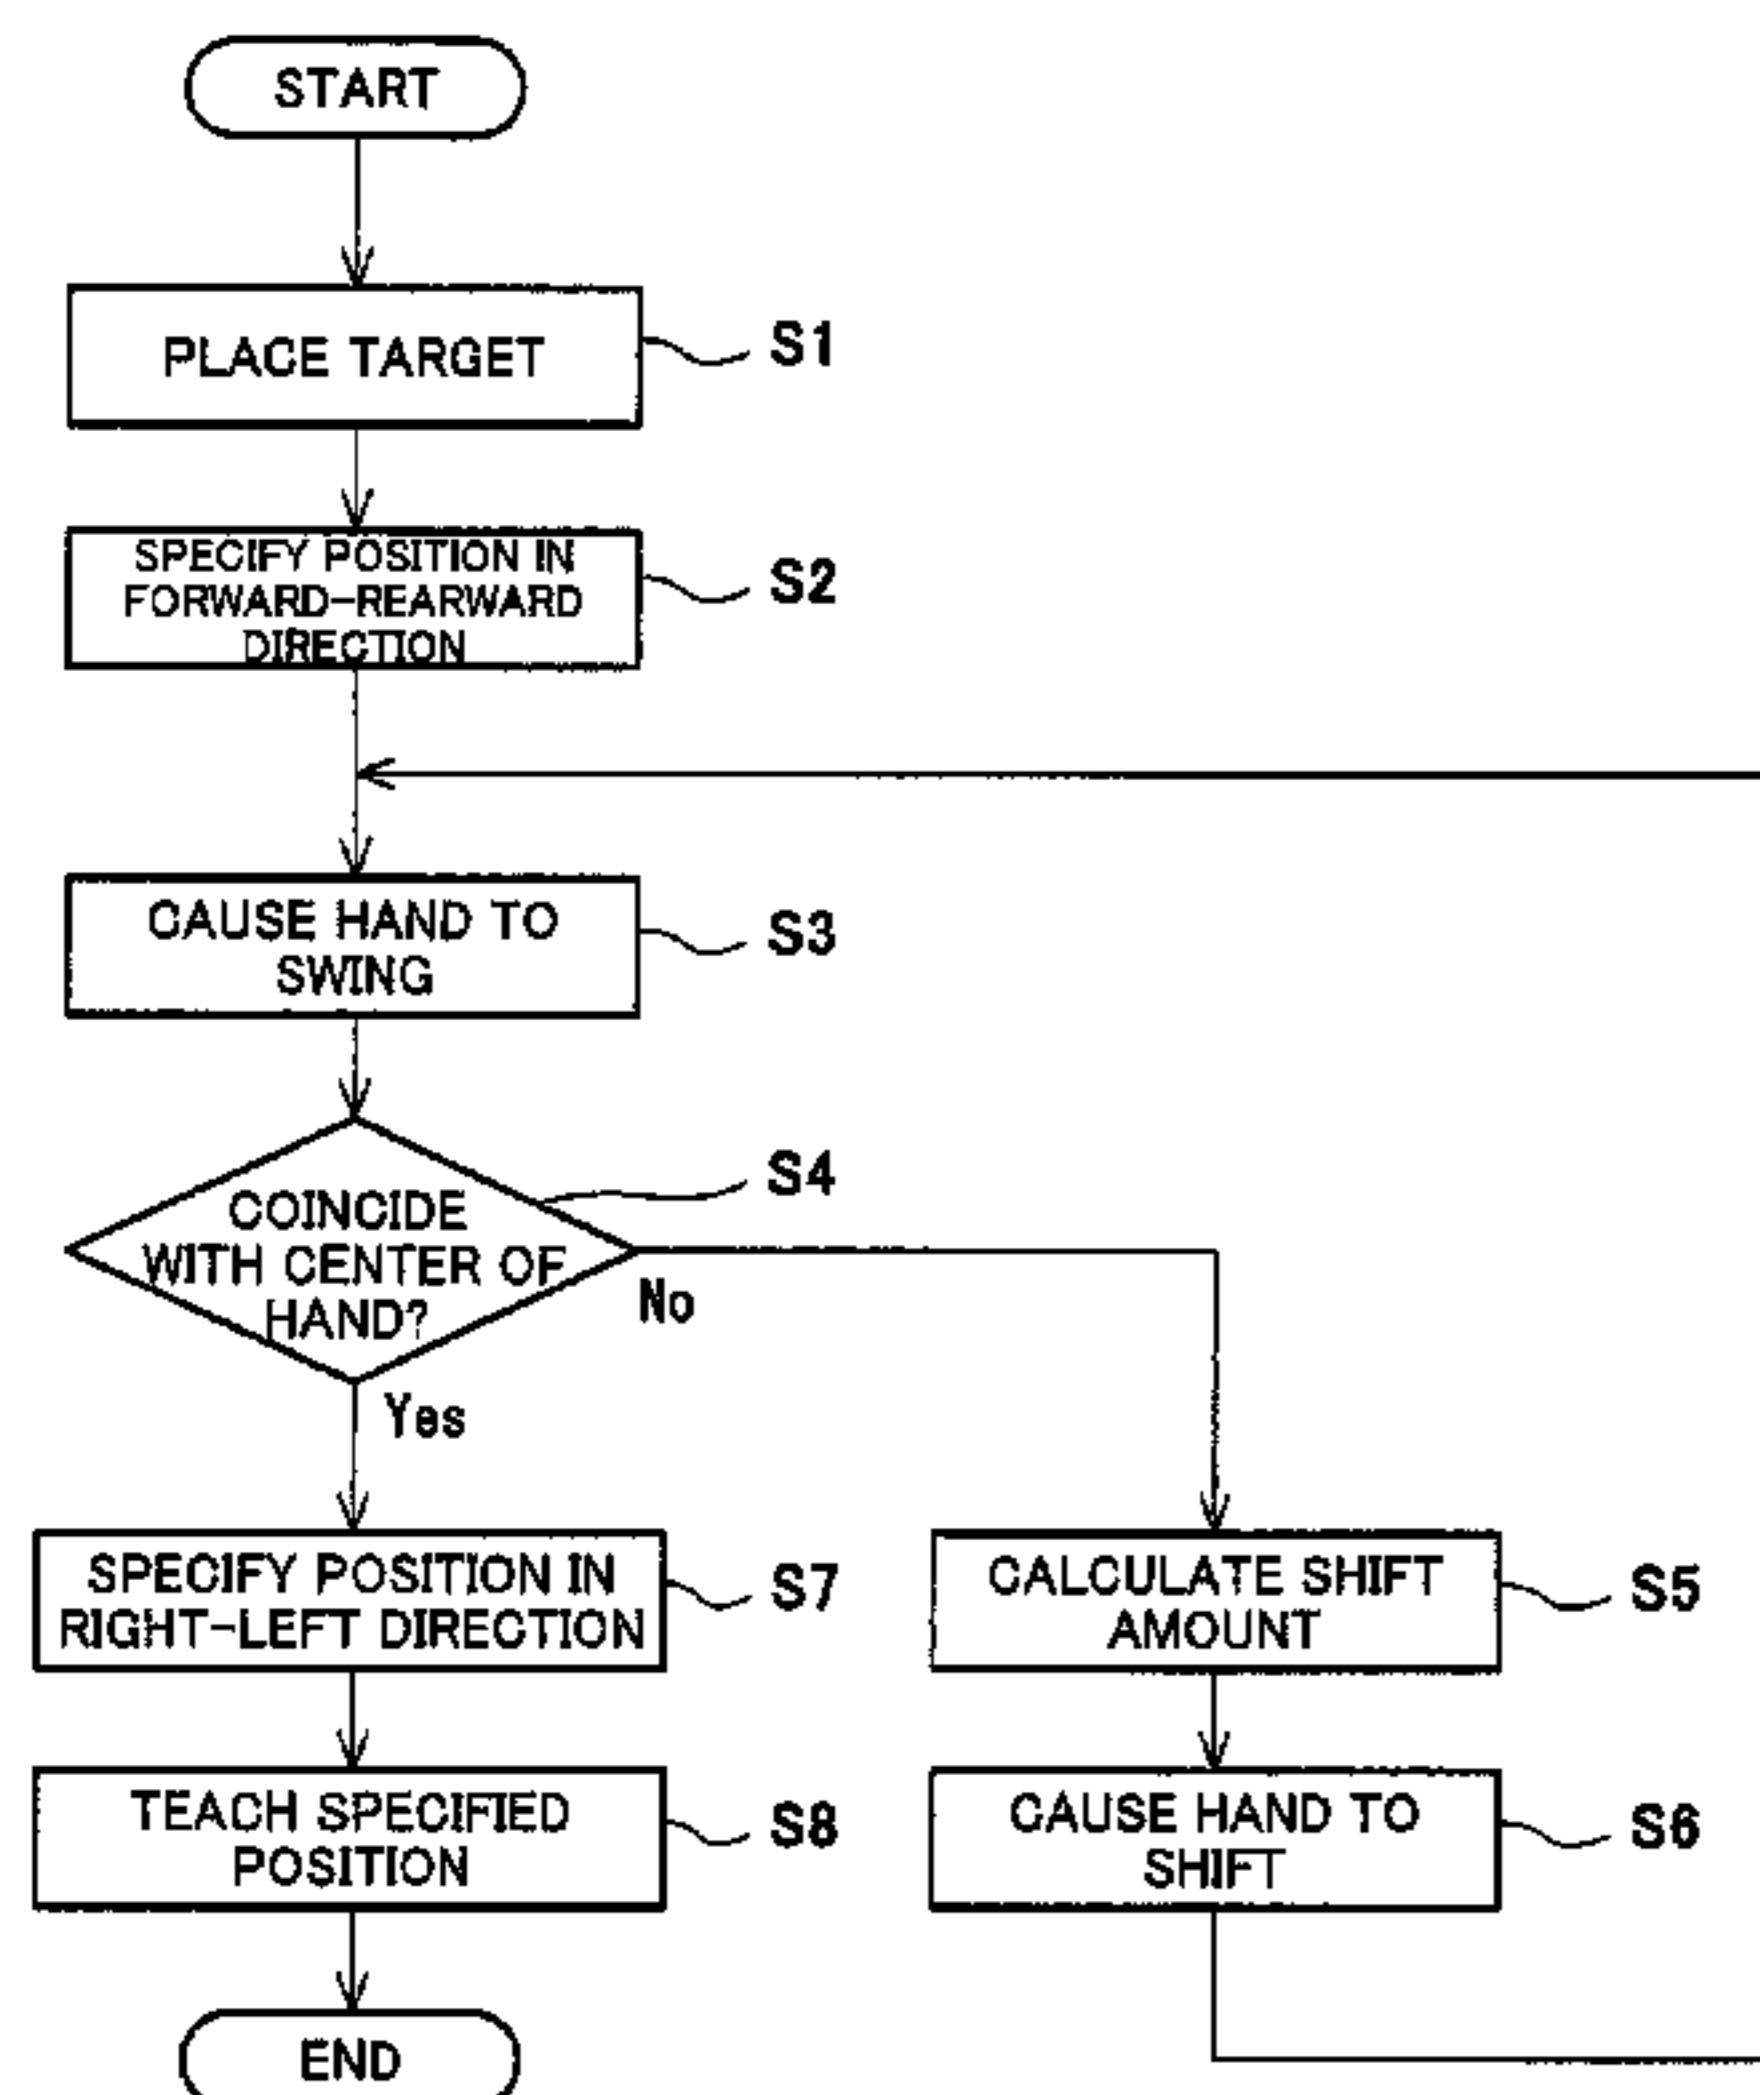 START
PLACE TARGET
S1
SPECIFY POSITION IN
FORWARD-REARWARD
DIRECTION
S2
CAUSE HAND TO
SWING
S3
COINCIDE
WITH CENTER OF
HAND?
S4
No
Yes
SPECIFY POSITION IN
RIGHT-LEFT DIRECTION
S7
CALCULATE SHIFT
AMOUNT
S5
TEACH SPECIFIED
POSITION
S8
CAUSE HAND TO
SHIFT
S6
END